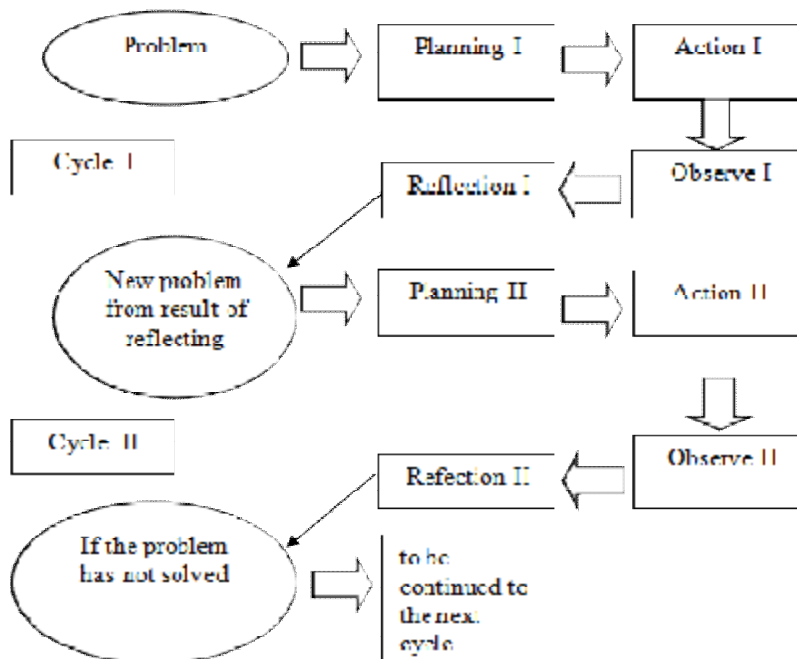 Problem
Planning I
Action I
Cycle I
Reflection I
Observe I
New problem
from result of
reflecting
Planning II
Action II
Cycle II
Refection II
Observe II
If the problem
has not solved
to be
continued to
the next
cycle